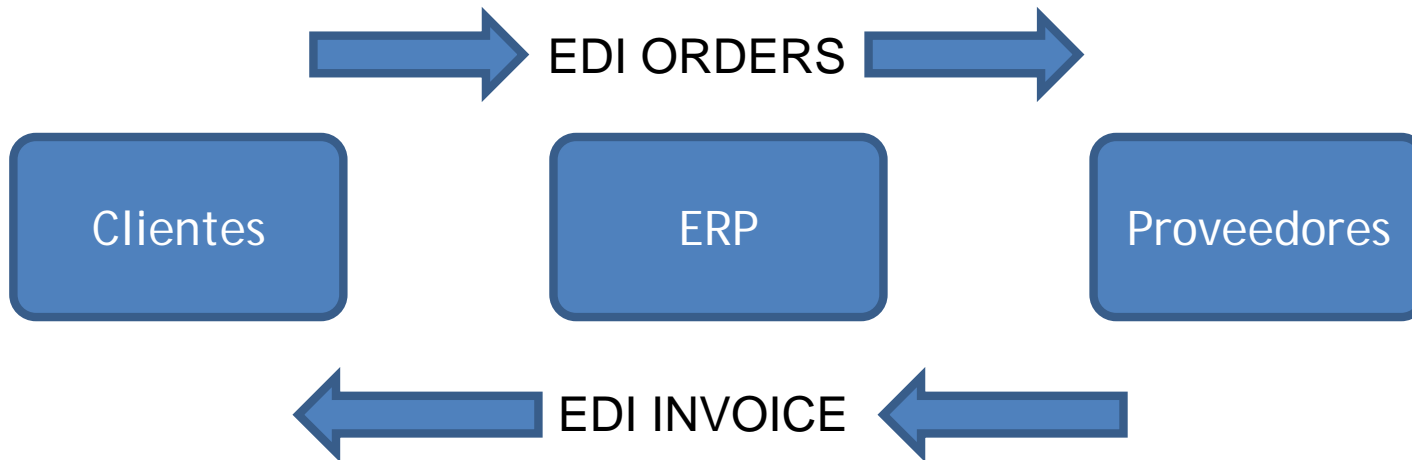 EDI ORDERS
Clientes
ERP
Proveedores
EDI INVOICE